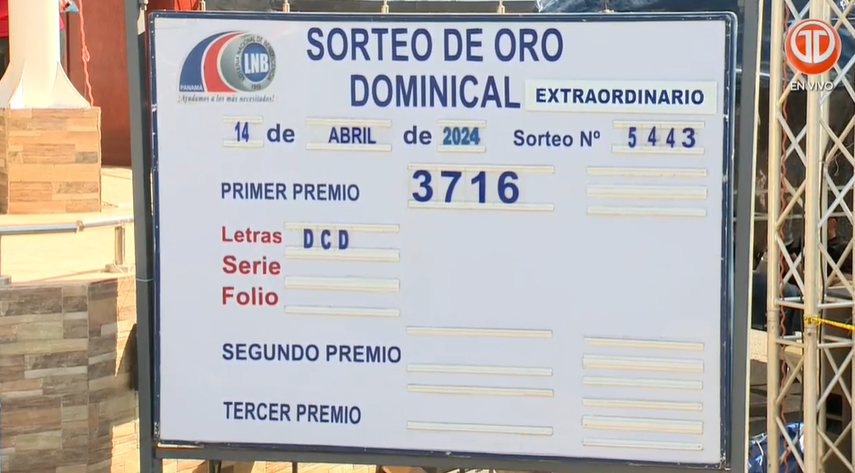 SORTEO DE ORO
DOMINICAL EXTRAORDINARIO
LNB
PANAMÁ
¡Ayudamos a los más necesitados!
14 de ABRIL de 2024 Sorteo Nº 5443
PRIMER PREMIO 3716
Letras DCD
Serie
Folio
SEGUNDO PREMIO
TERCER PREMIO
EN VIVO